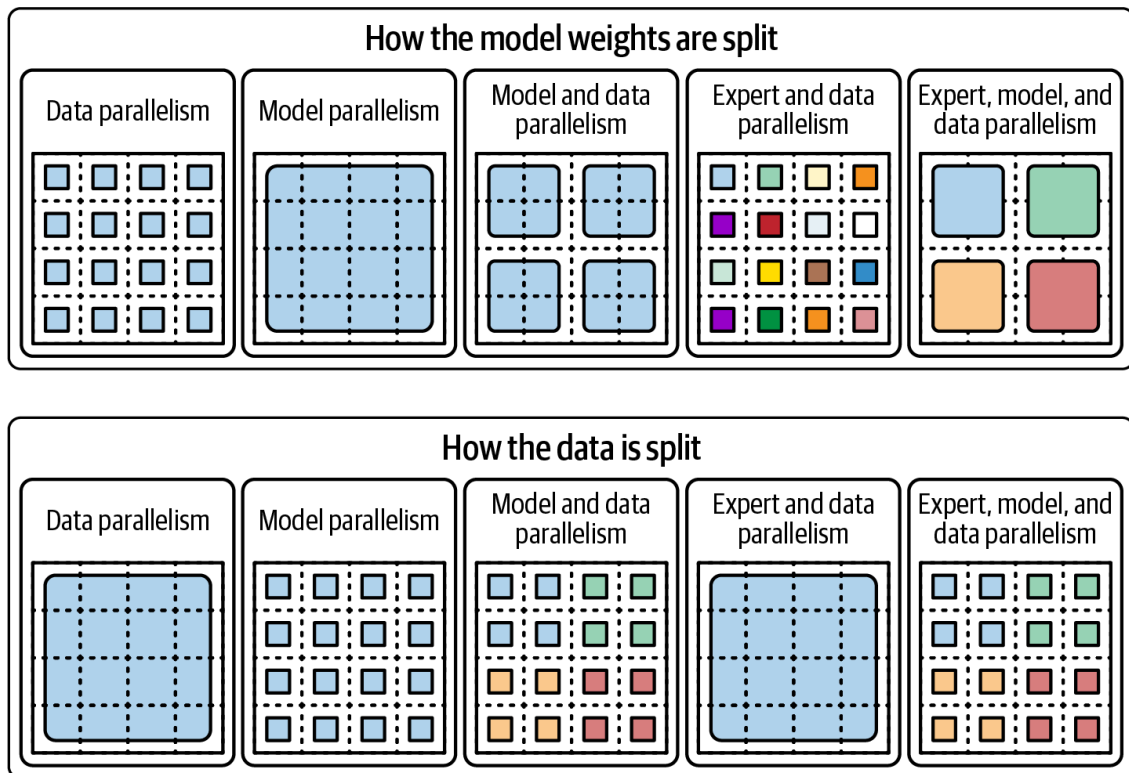 How the model weights are split
Data parallelism
Model parallelism
Model and data
parallelism
Expert and data
parallelism
Expert, model, and
data parallelism
How the data is split
Data parallelism
Model parallelism
Model and data
parallelism
Expert and data
parallelism
Expert, model, and
data parallelism